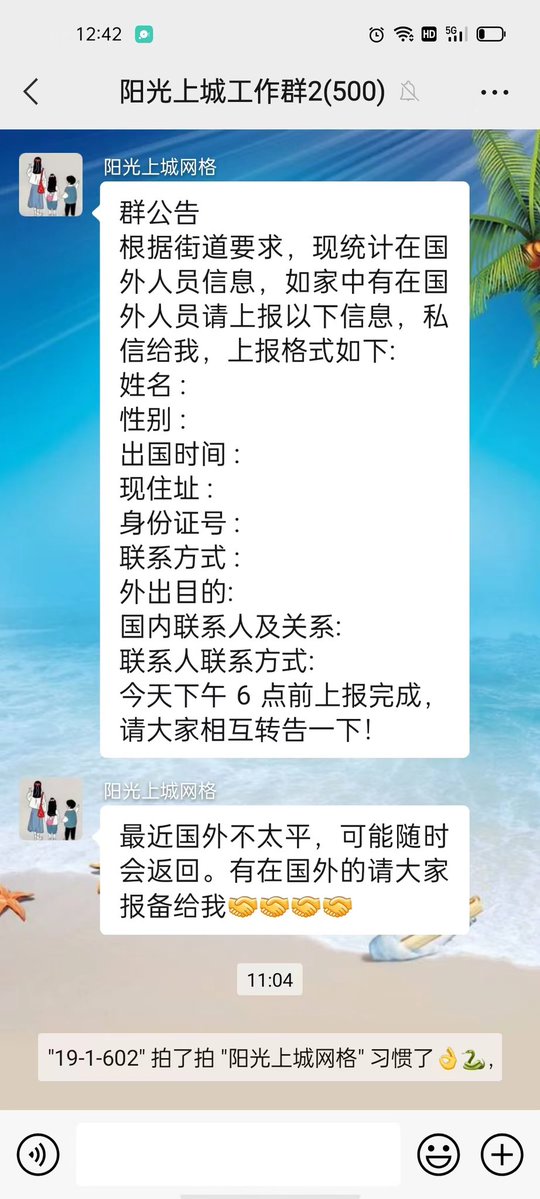 12:42
HD 5G
阳光上城工作群2(500)
阳光上城网格
群公告
根据街道要求，现统计在国
外人员信息，如家中有在国
外人员请上报以下信息，私
信给我，上报格式如下:
姓名：
性别：
出国时间：
现住址：
身份证号：
联系方式：
外出目的:
国内联系人及关系:
联系人联系方式:
今天下午 6 点前上报完成，
请大家相互转告一下！
阳光上城网格
最近国外不太平，可能随时
会返回。有在国外的请大家
报备给我🤝🤝🤝🤝
11:04
"19-1-602" 拍了拍 "阳光上城网格" 习惯了👌🐍,